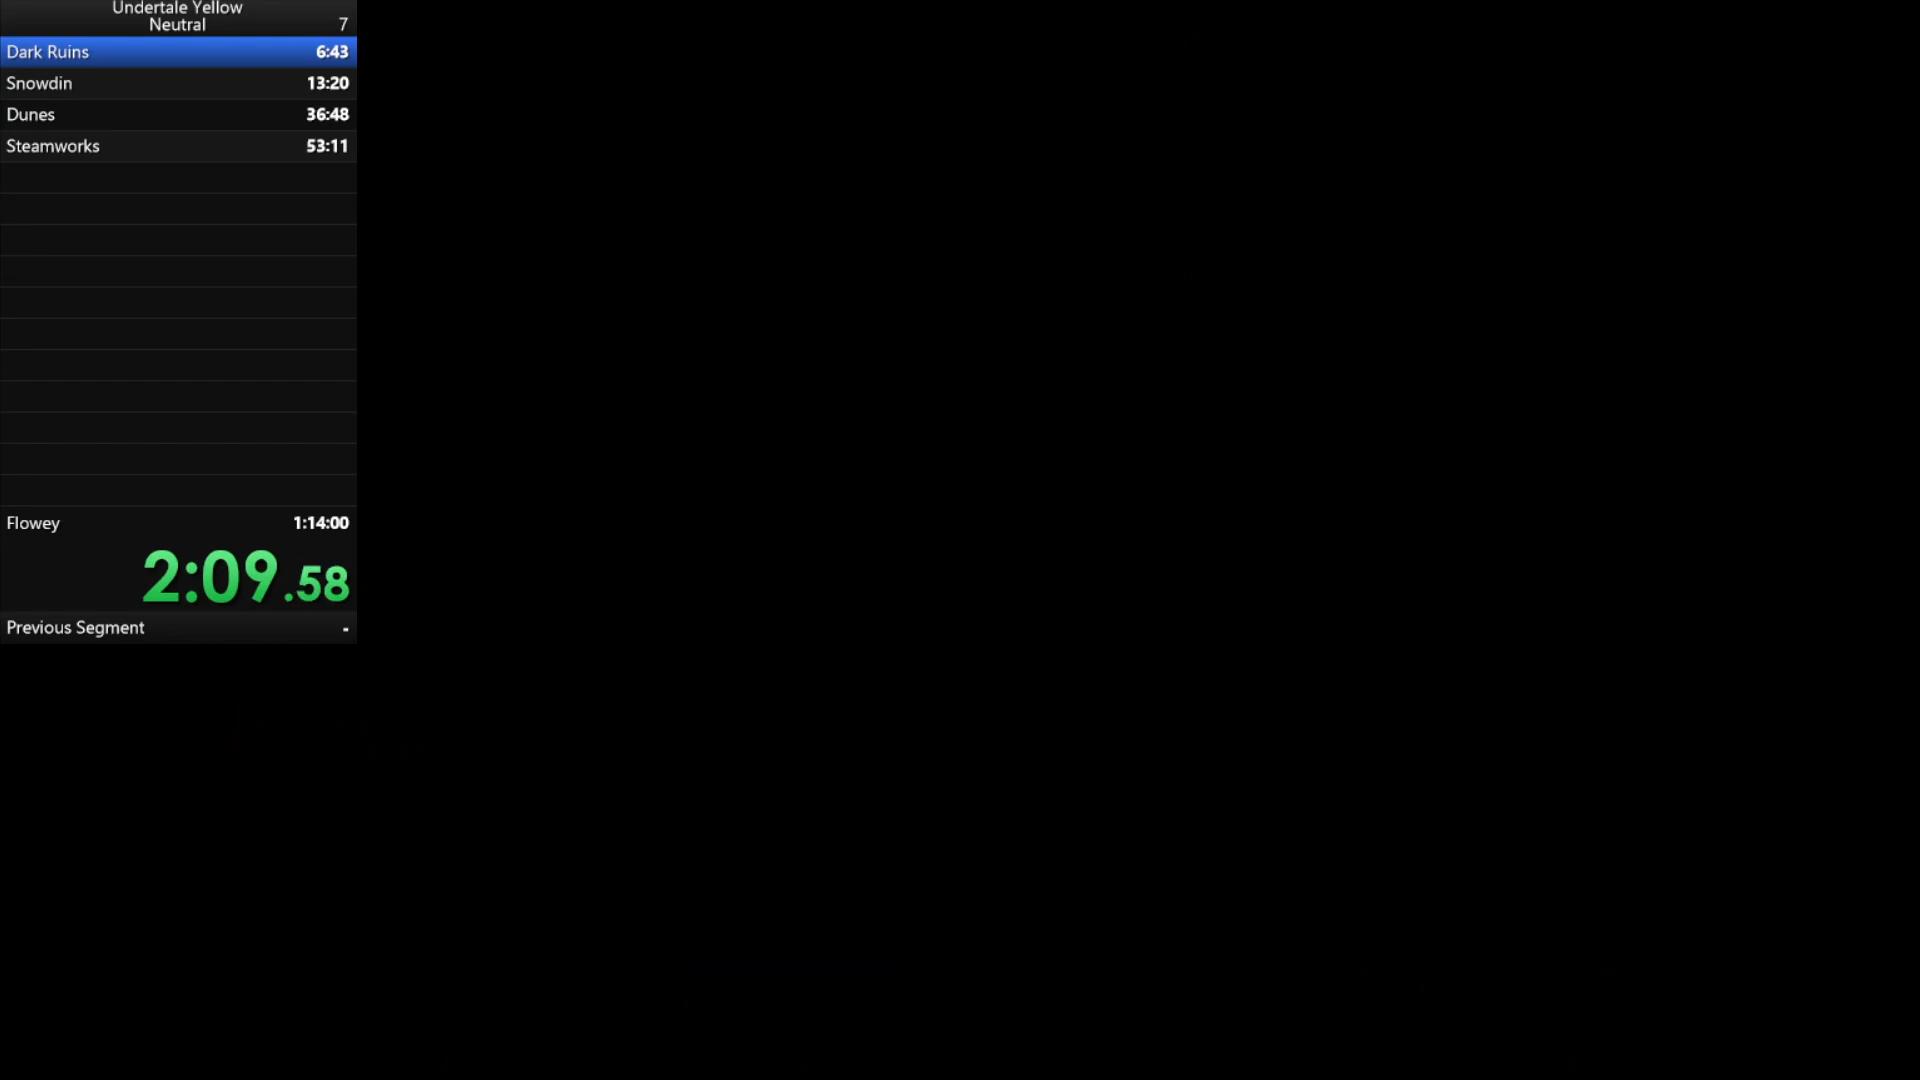 Undertale Yellow
Neutral 7
Dark Ruins 6:43
Snowdin 13:20
Dunes 36:48
Steamworks 53:11
Flowey 1:14:00
2:09.58
Previous Segment -